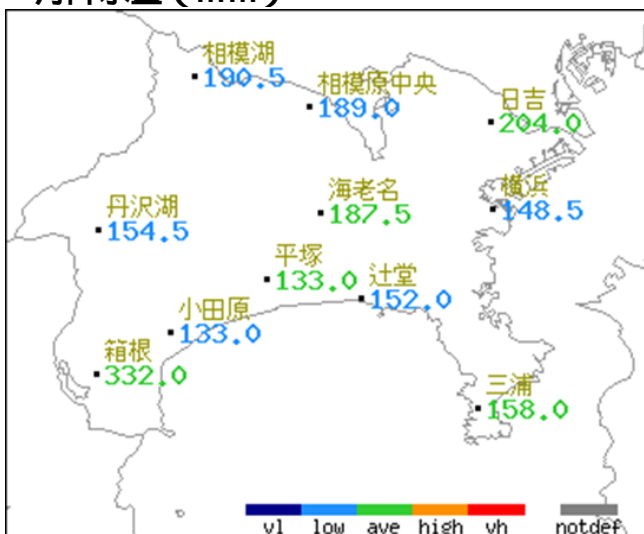 相模湖
190.5
相模原中央
189.0
日吉
204.0
海老名
187.5
横浜
148.5
丹沢湖
154.5
平塚
133.0
辻堂
152.0
小田原
133.0
箱根
332.0
三浦
158.0
vl low ave high vh notdef